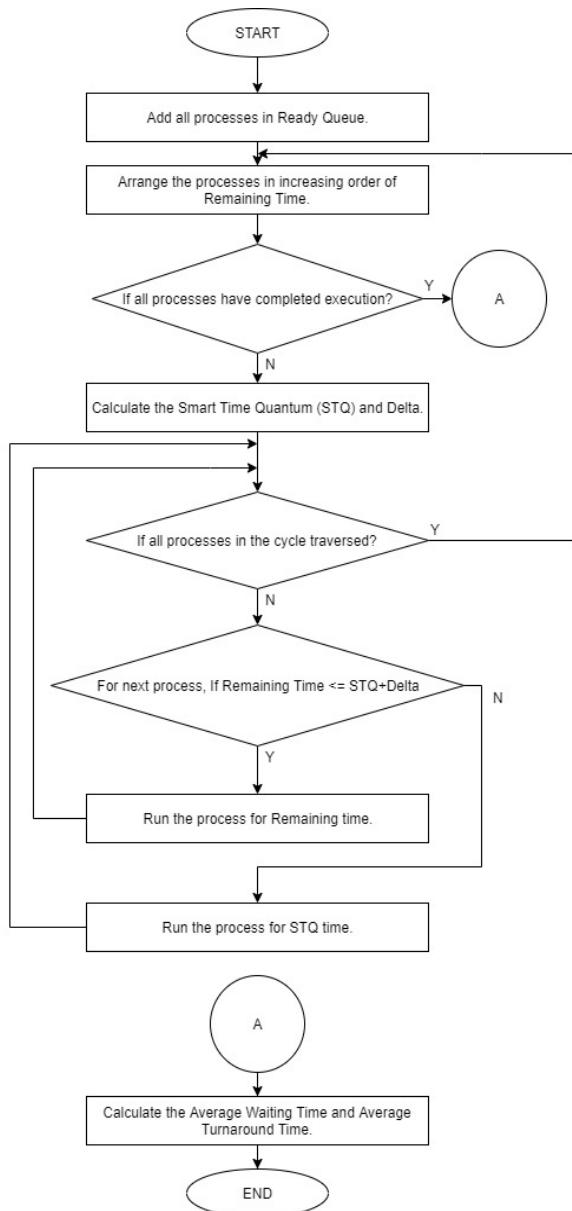 START
Add all processes in Ready Queue.
Arrange the processes in increasing order of
Remaining Time.
If all processes have completed execution?
Y
A
N
Calculate the Smart Time Quantum (STQ) and Delta.
If all processes in the cycle traversed?
Y
N
For next process, If Remaining Time <= STQ+Delta
N
Y
Run the process for Remaining time.
Run the process for STQ time.
A
Calculate the Average Waiting Time and Average
Turnaround Time.
END